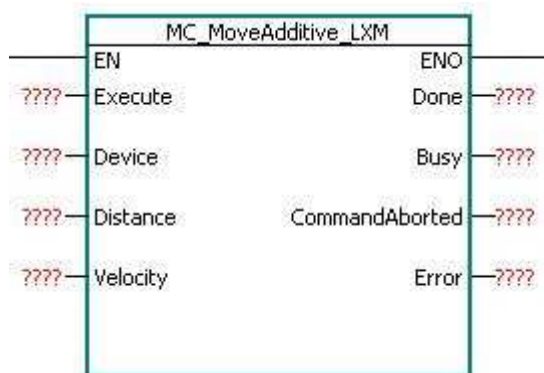 MC_MoveAdditive_LXM
EN ENO
???? Execute Done ????
???? Device Busy ????
???? Distance CommandAborted ????
???? Velocity Error ????